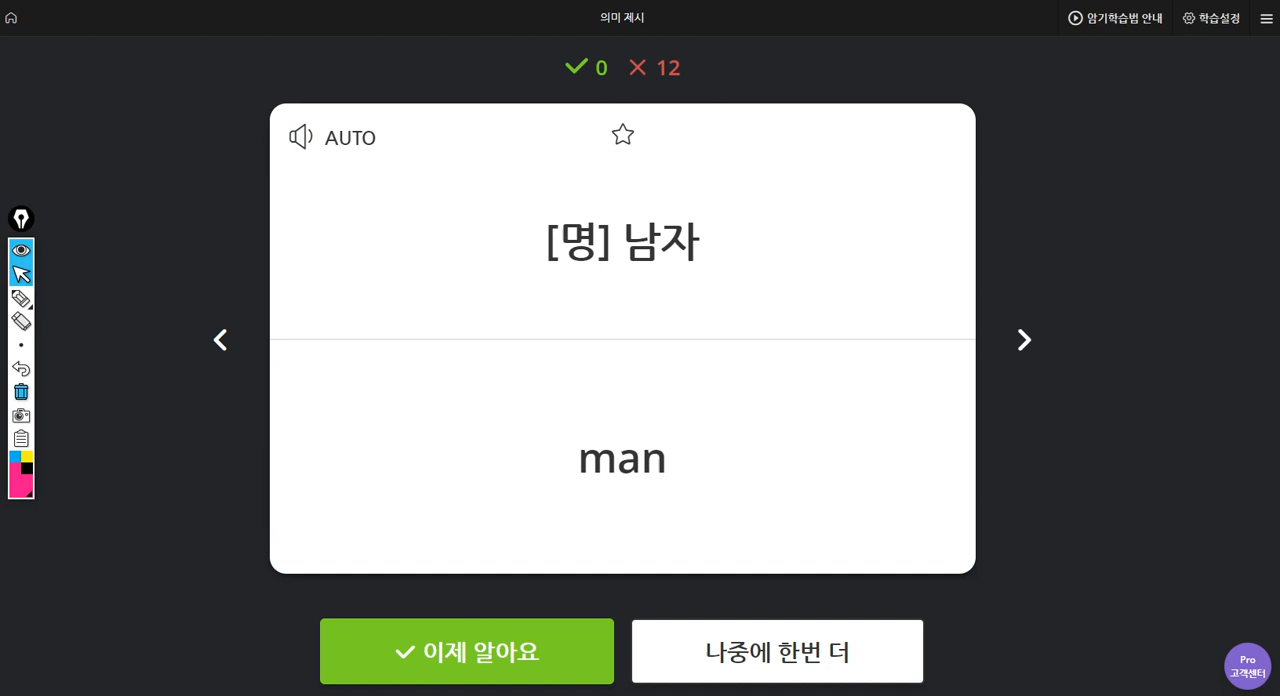 의미 제시
암기학습법 안내
학습설정
0 12
AUTO
[명] 남자
man
이제 알아요
나중에 한번 더
Pro
고객센터